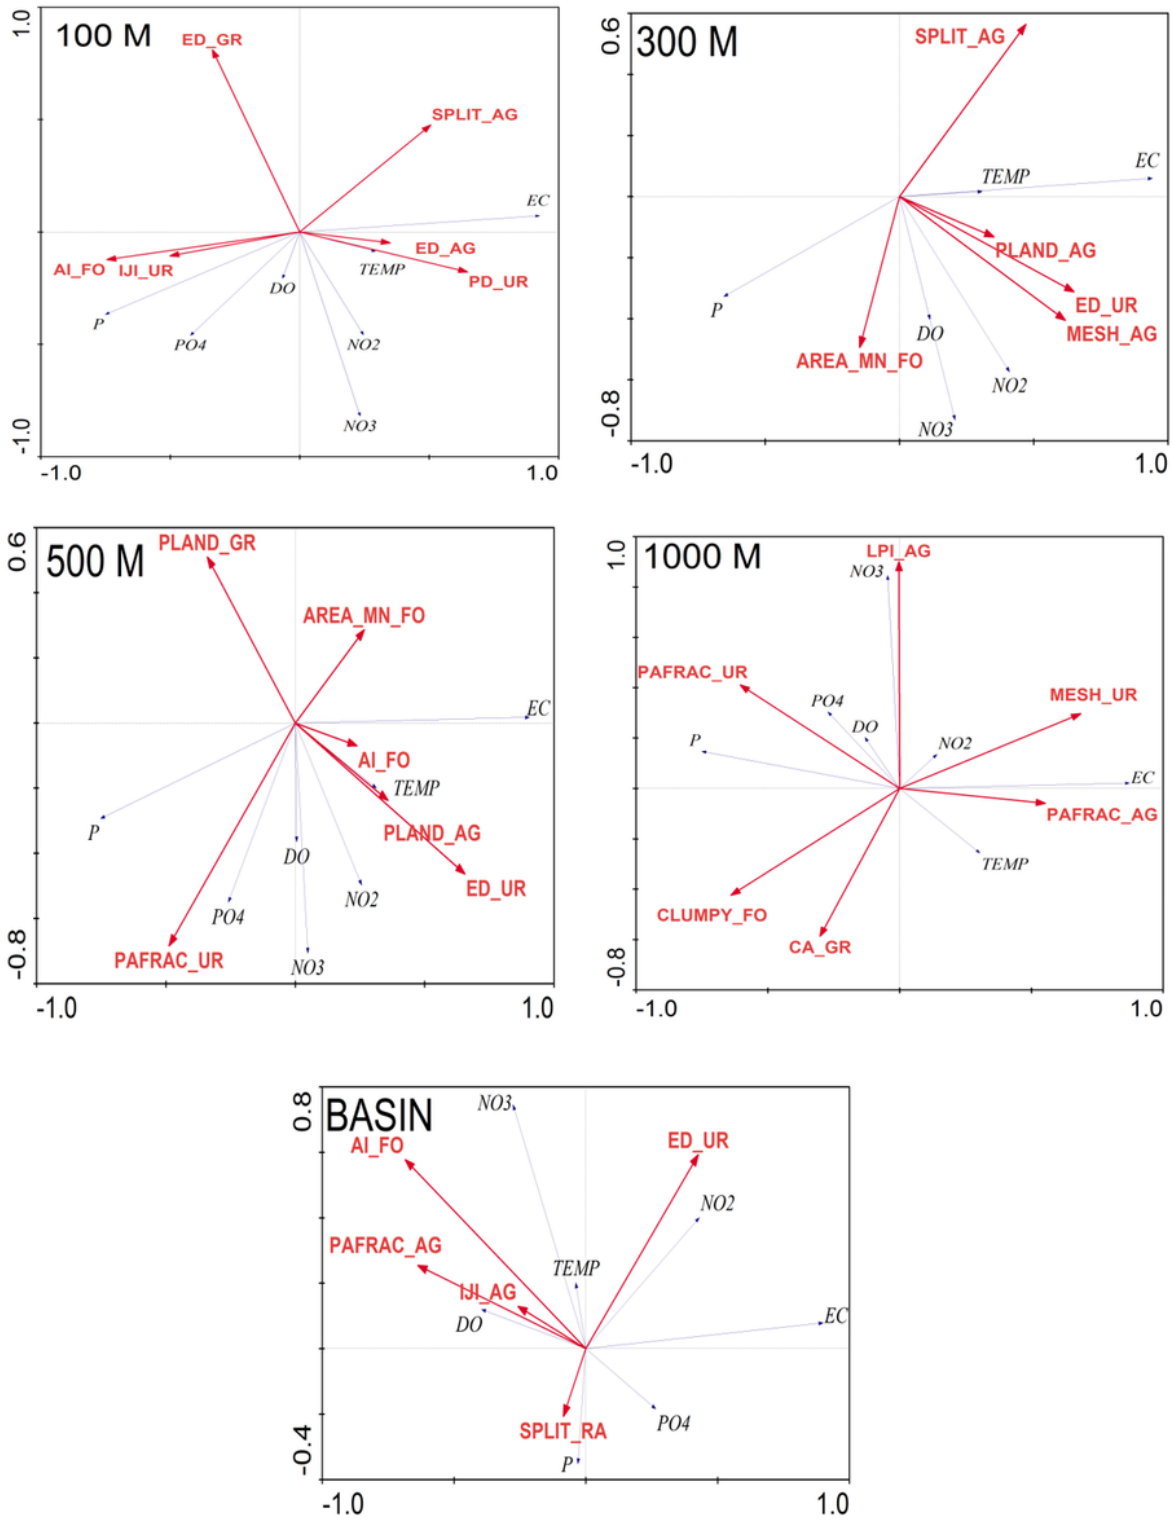 1.0
100 M
ED_GR
SPLIT_AG
EC
ED_AG
TEMP
PD_UR
AI_FO
IJI_UR
DO
P
PO4
NO2
NO3
-1.0
-1.0
1.0
0.6
300 M
SPLIT_AG
EC
TEMP
PLAND_AG
ED_UR
MESH_AG
P
DO
AREA_MN_FO
NO2
NO3
-0.8
-1.0
1.0
0.6
500 M
PLAND_GR
AREA_MN_FO
EC
AI_FO
TEMP
PLAND_AG
P
DO
ED_UR
NO2
PO4
PAFRAC_UR
NO3
-0.8
-1.0
1.0
1.0
1000 M
LPI_AG
NO3
PAFRAC_UR
MESH_UR
PO4
DO
NO2
P
EC
PAFRAC_AG
TEMP
CLUMPY_FO
CA_GR
-0.8
-1.0
1.0
0.8
BASIN
NO3
AI_FO
ED_UR
NO2
PAFRAC_AG
TEMP
IJI_AG
DO
EC
PO4
SPLIT_RA
P
-0.4
-1.0
1.0